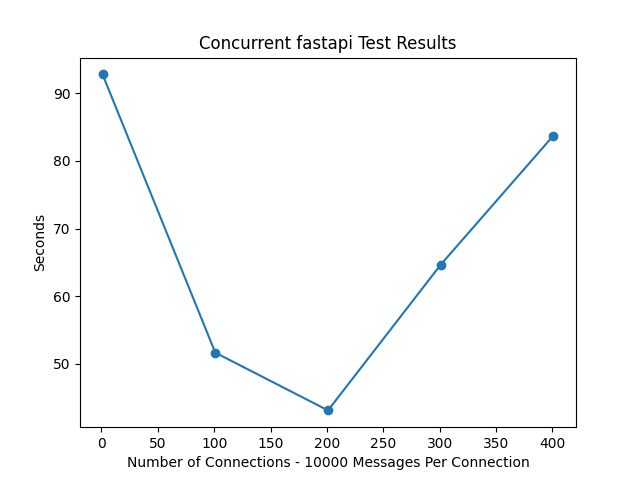 Concurrent fastapi Test Results
90
80
70
60
50
Seconds
0 50 100 150 200 250 300 350 400
Number of Connections - 10000 Messages Per Connection